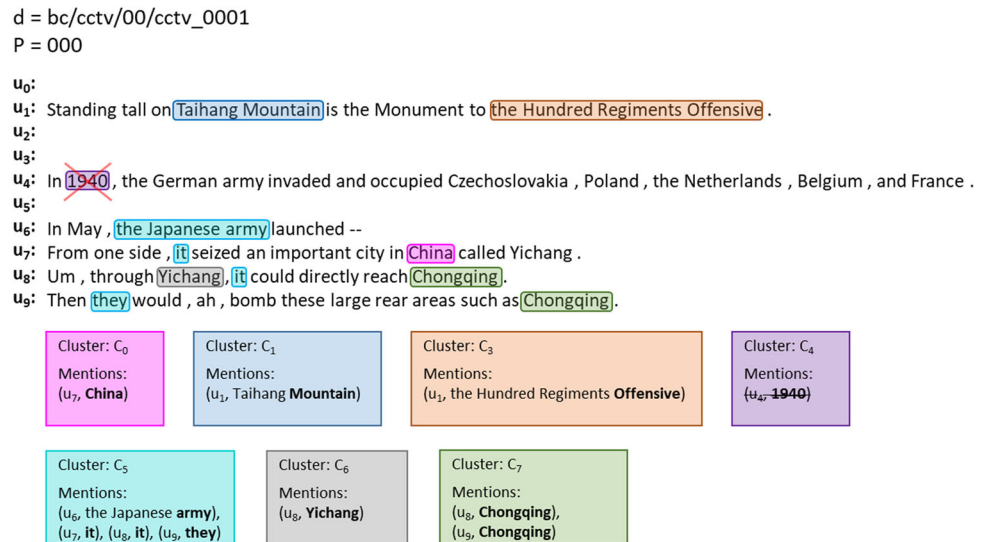 d = bc/cctv/00/cctv_0001
P = 000
u₀:
u₁: Standing tall on Taihang Mountain is the Monument to the Hundred Regiments Offensive .
u₂:
u₃:
u₄: In 1940 , the German army invaded and occupied Czechoslovakia , Poland , the Netherlands , Belgium , and France .
u₅:
u₆: In May , the Japanese army launched --
u₇: From one side , it seized an important city in China called Yichang .
u₈: Um , through Yichang , it could directly reach Chongqing .
u₉: Then they would , ah , bomb these large rear areas such as Chongqing .
Cluster: C₀
Mentions:
(u₇, China)
Cluster: C₁
Mentions:
(u₁, Taihang Mountain)
Cluster: C₃
Mentions:
(u₁, the Hundred Regiments Offensive)
Cluster: C₄
Mentions:
(u₄, 1940)
Cluster: C₅
Mentions:
(u₆, the Japanese army),
(u₇, it), (u₈, it), (u₉, they)
Cluster: C₆
Mentions:
(u₈, Yichang)
Cluster: C₇
Mentions:
(u₈, Chongqing),
(u₉, Chongqing)